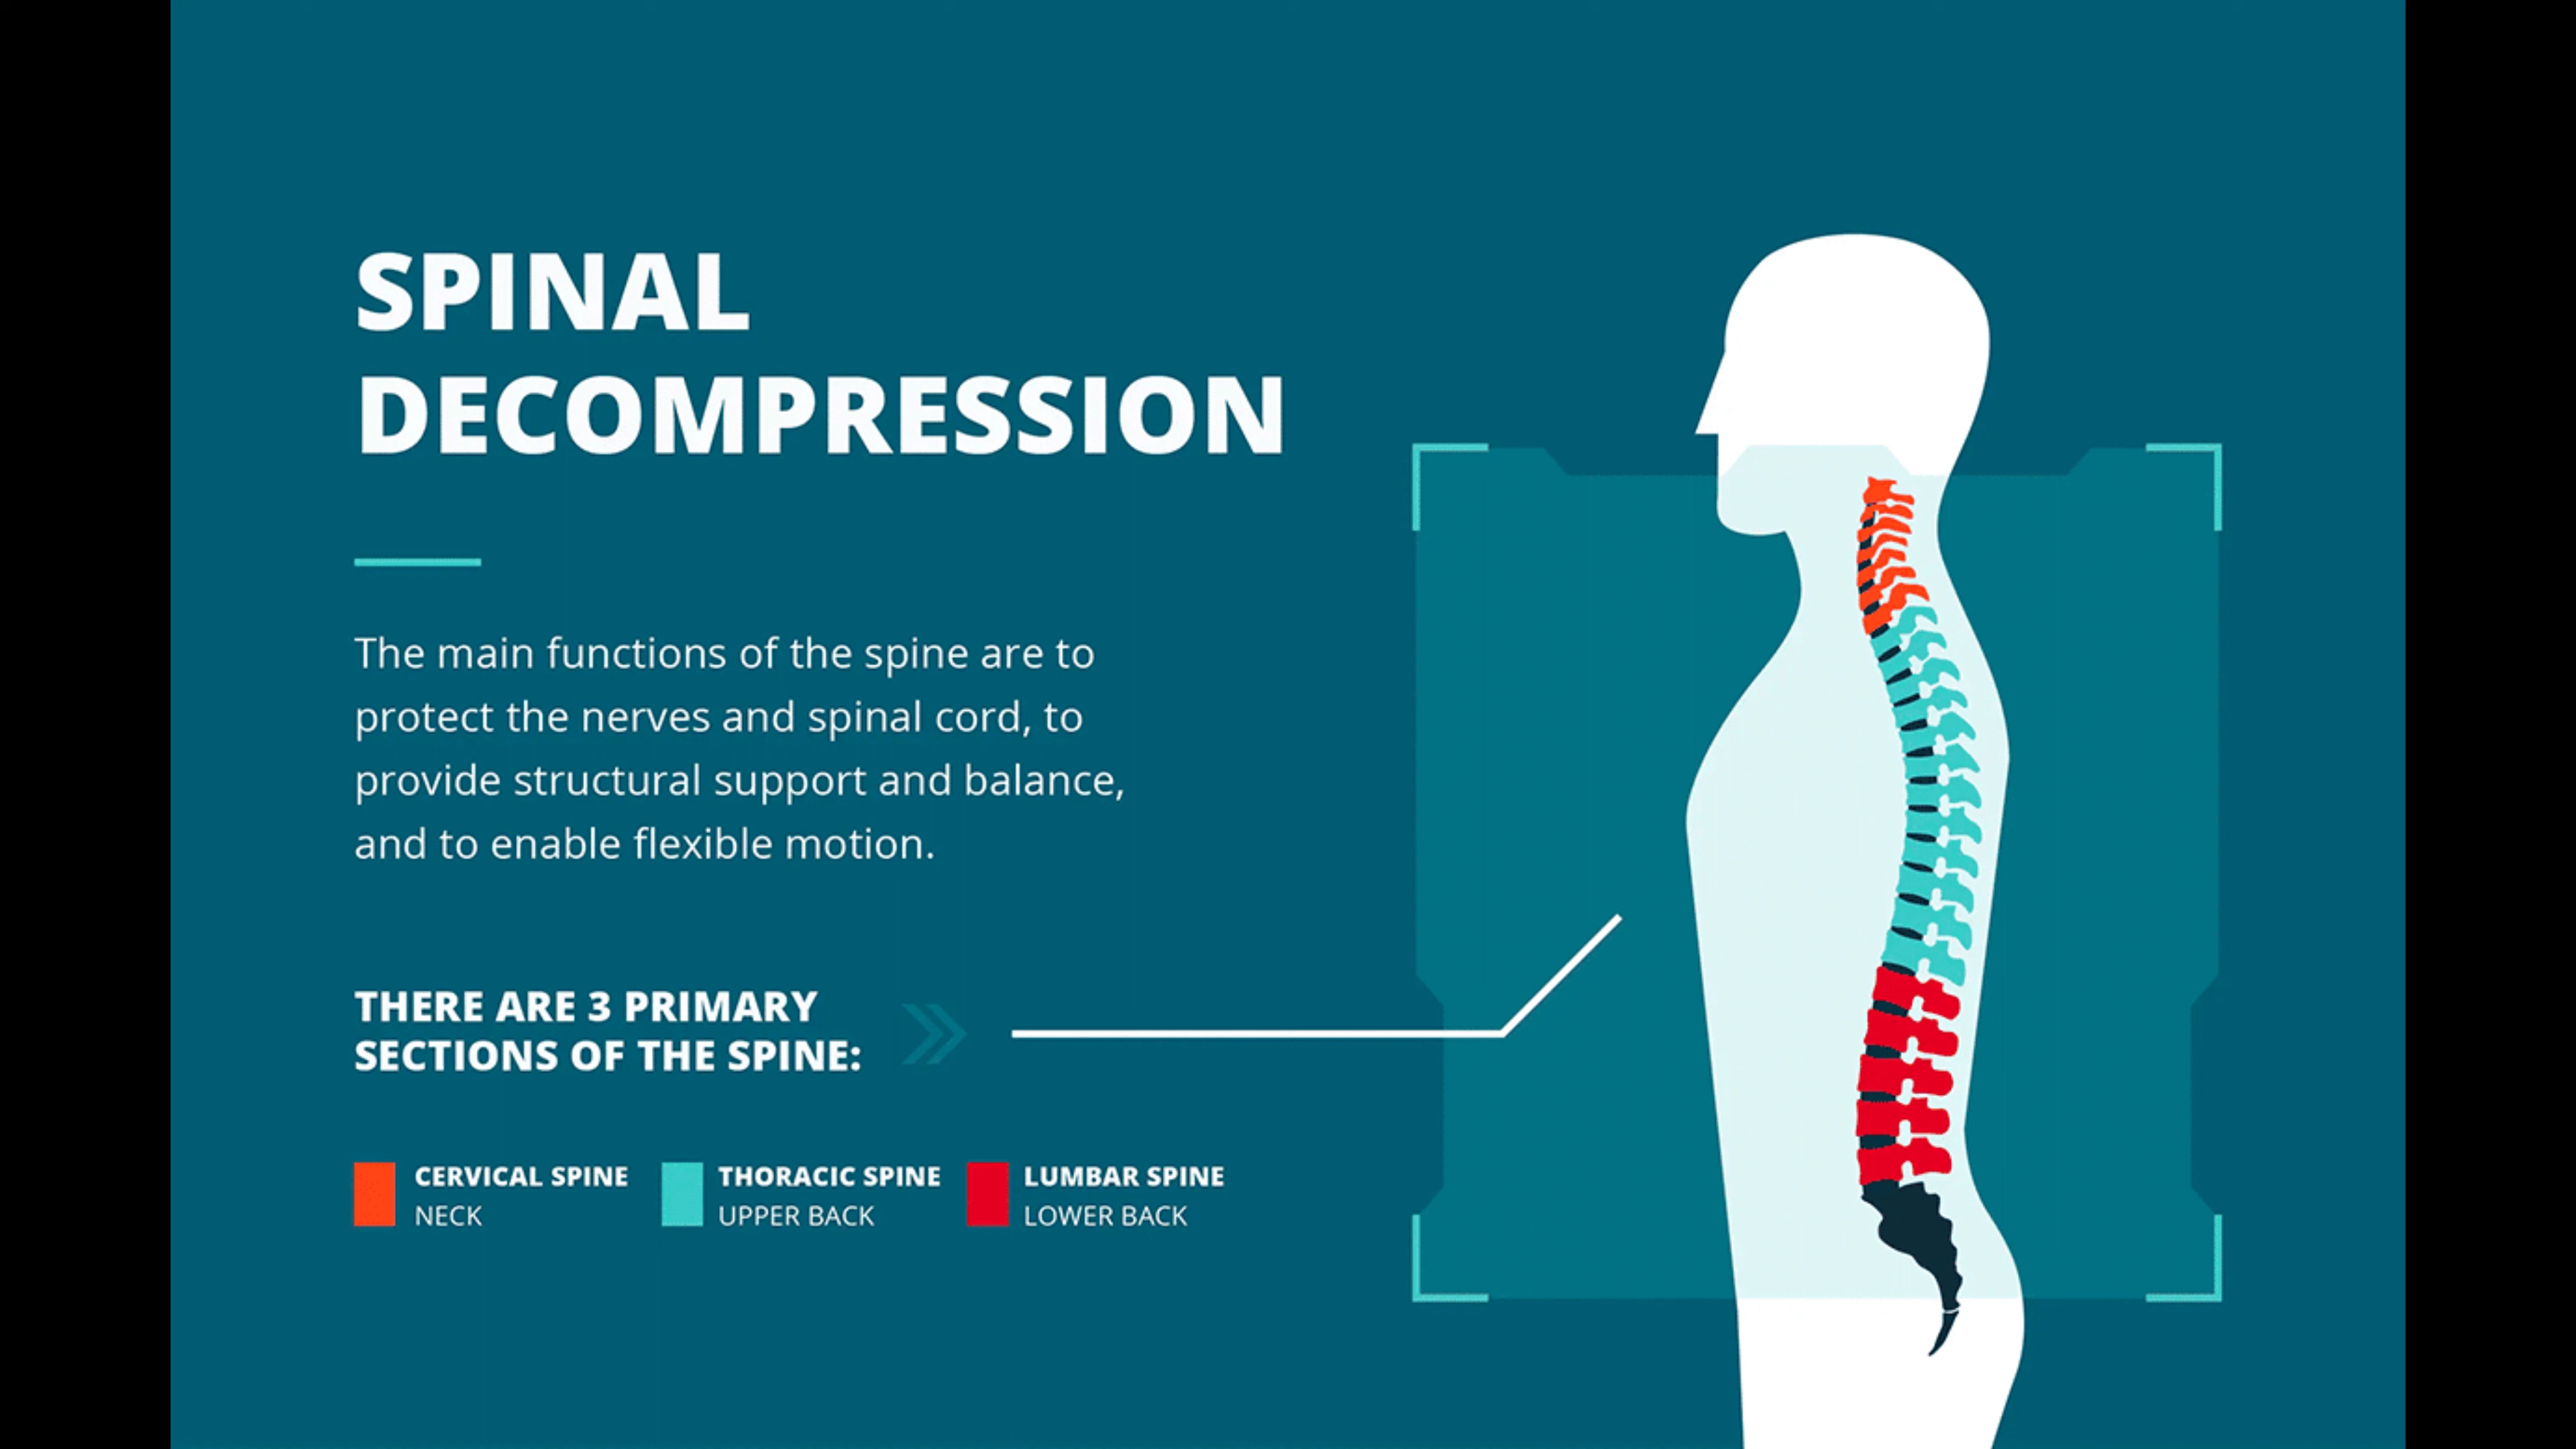 SPINAL
DECOMPRESSION
The main functions of the spine are to
protect the nerves and spinal cord, to
provide structural support and balance,
and to enable flexible motion.
THERE ARE 3 PRIMARY
SECTIONS OF THE SPINE:
CERVICAL SPINE
NECK
THORACIC SPINE
UPPER BACK
LUMBAR SPINE
LOWER BACK